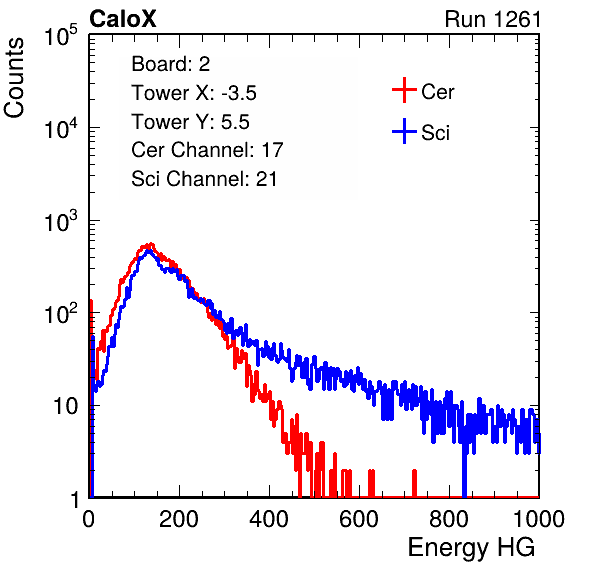 CaloX Run 1261
Counts
10^5
10^4
10^3
10^2
10
1
Board: 2
Tower X: -3.5
Tower Y: 5.5
Cer Channel: 17
Sci Channel: 21
Cer
Sci
0 200 400 600 800 1000
Energy HG